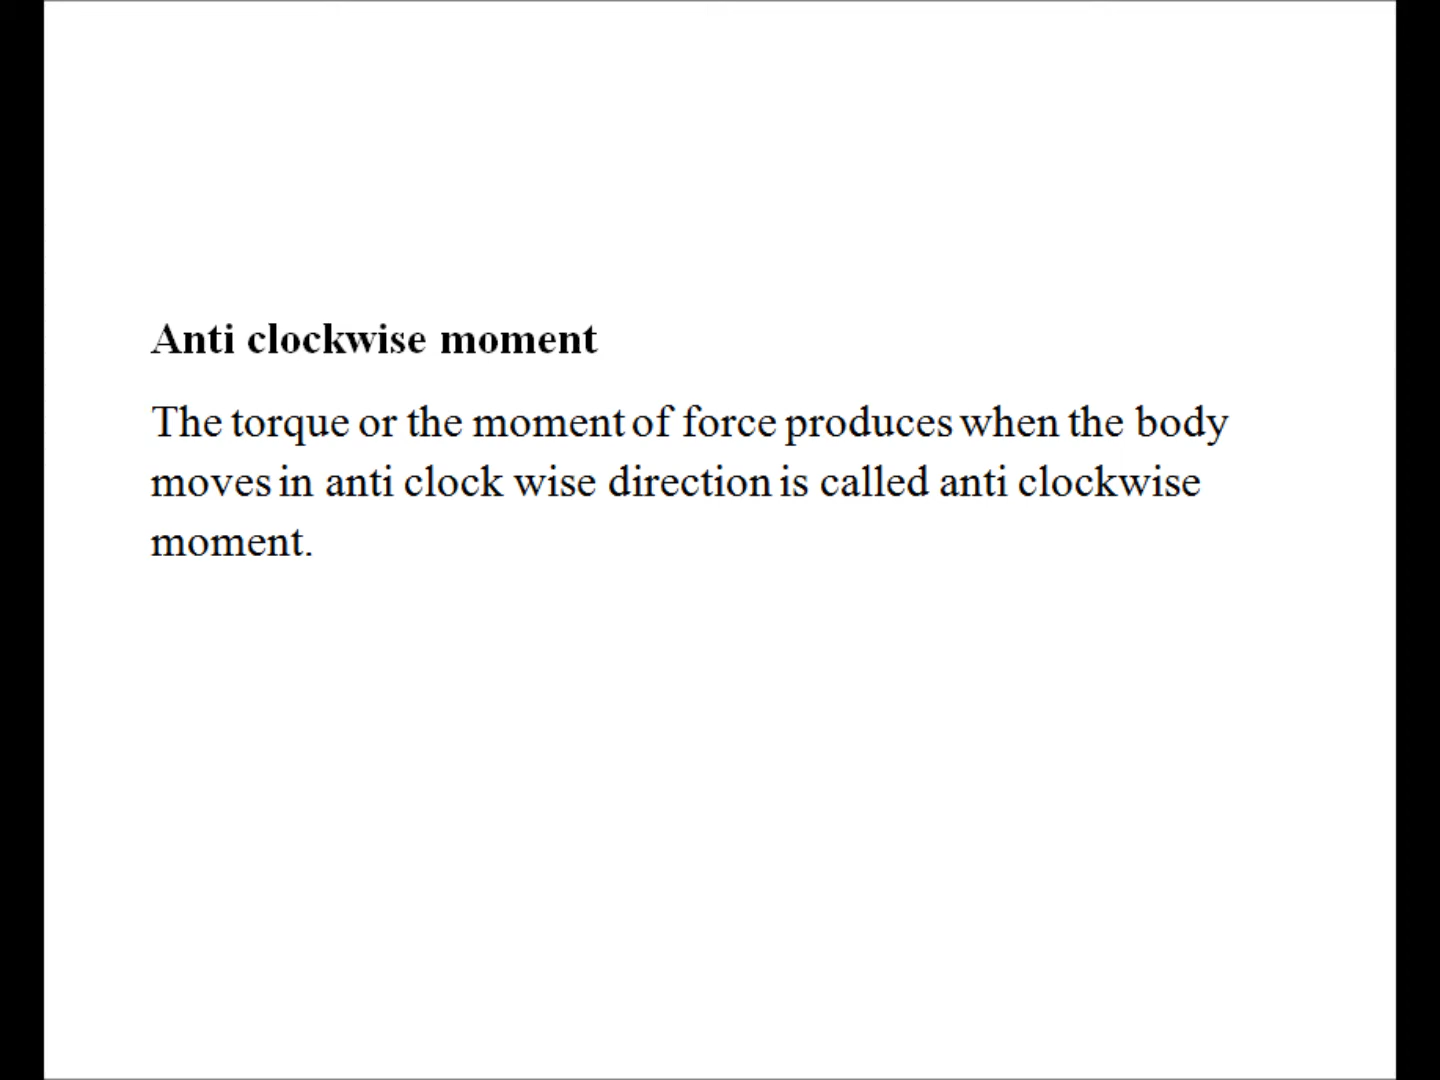 Anti clockwise moment
The torque or the moment of force produces when the body
moves in anti clock wise direction is called anti clockwise
moment.